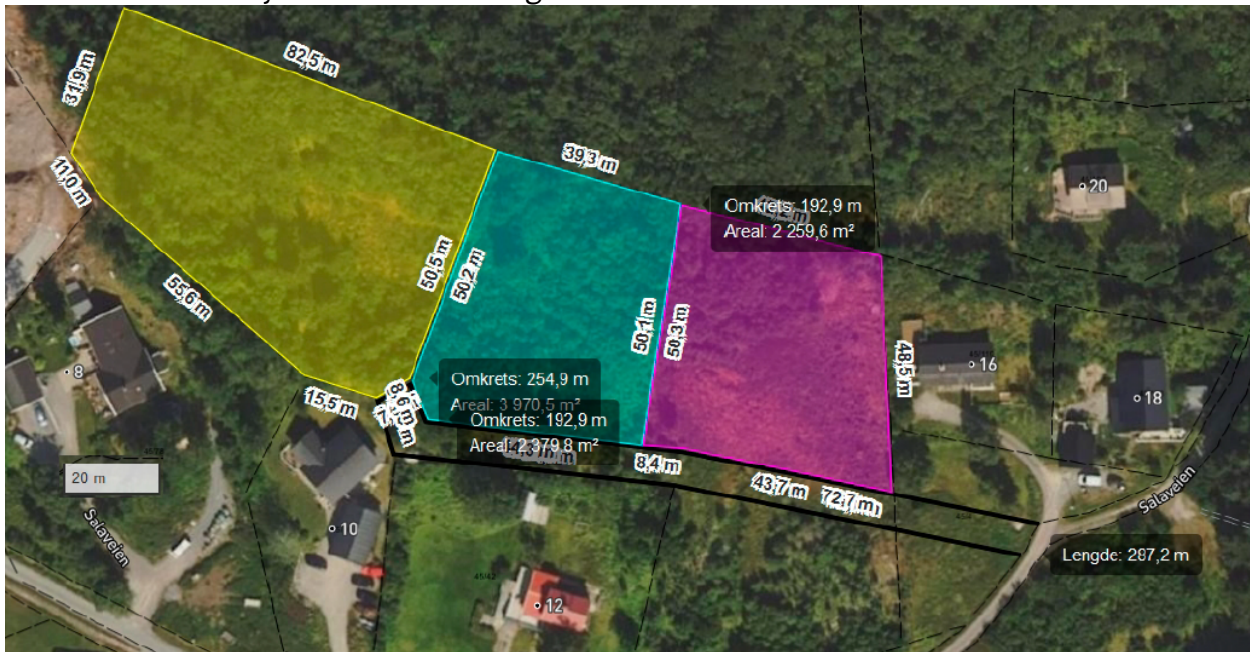 82,5 m
31,9 m
11,0 m
39,3 m
Omkrets: 192,9 m
Areal: 2 259,6 m²
20
50,5 m
50,2 m
55,6 m
50,1 m
50,3 m
48,5 m
16
18
8
Omkrets: 254,9 m
Areal: 3 970,5 m²
15,5 m
Omkrets: 192,9 m
Areal: 2 379,8 m²
8,4 m
43,7 m
72,7 m
20 m
Salaveien
Salaveien
10
Lengde: 287,2 m
45/42
12